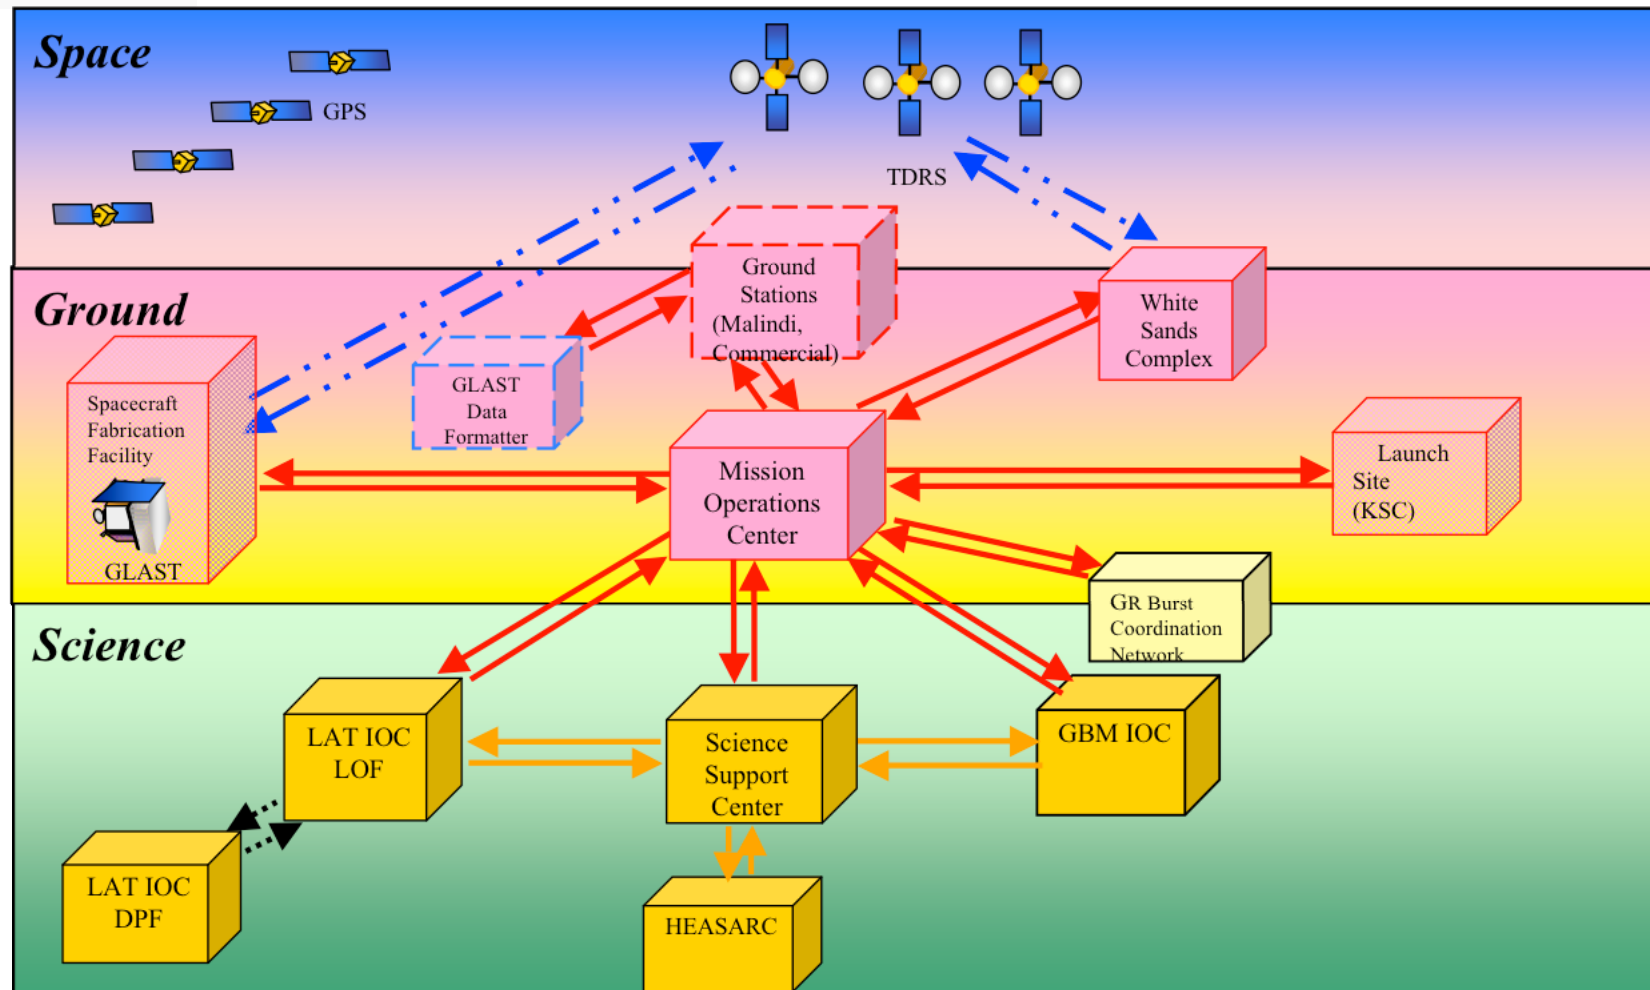 Space
GPS
TDRS
Ground
Ground
Stations
(Malindi,
Commercial)
White
Sands
Complex
GLAST
Data
Formatter
Spacecraft
Fabrication
Facility
GLAST
Mission
Operations
Center
Launch
Site
(KSC)
GR Burst
Coordination
Network
Science
LAT IOC
LOF
Science
Support
Center
GBM IOC
LAT IOC
DPF
HEASARC